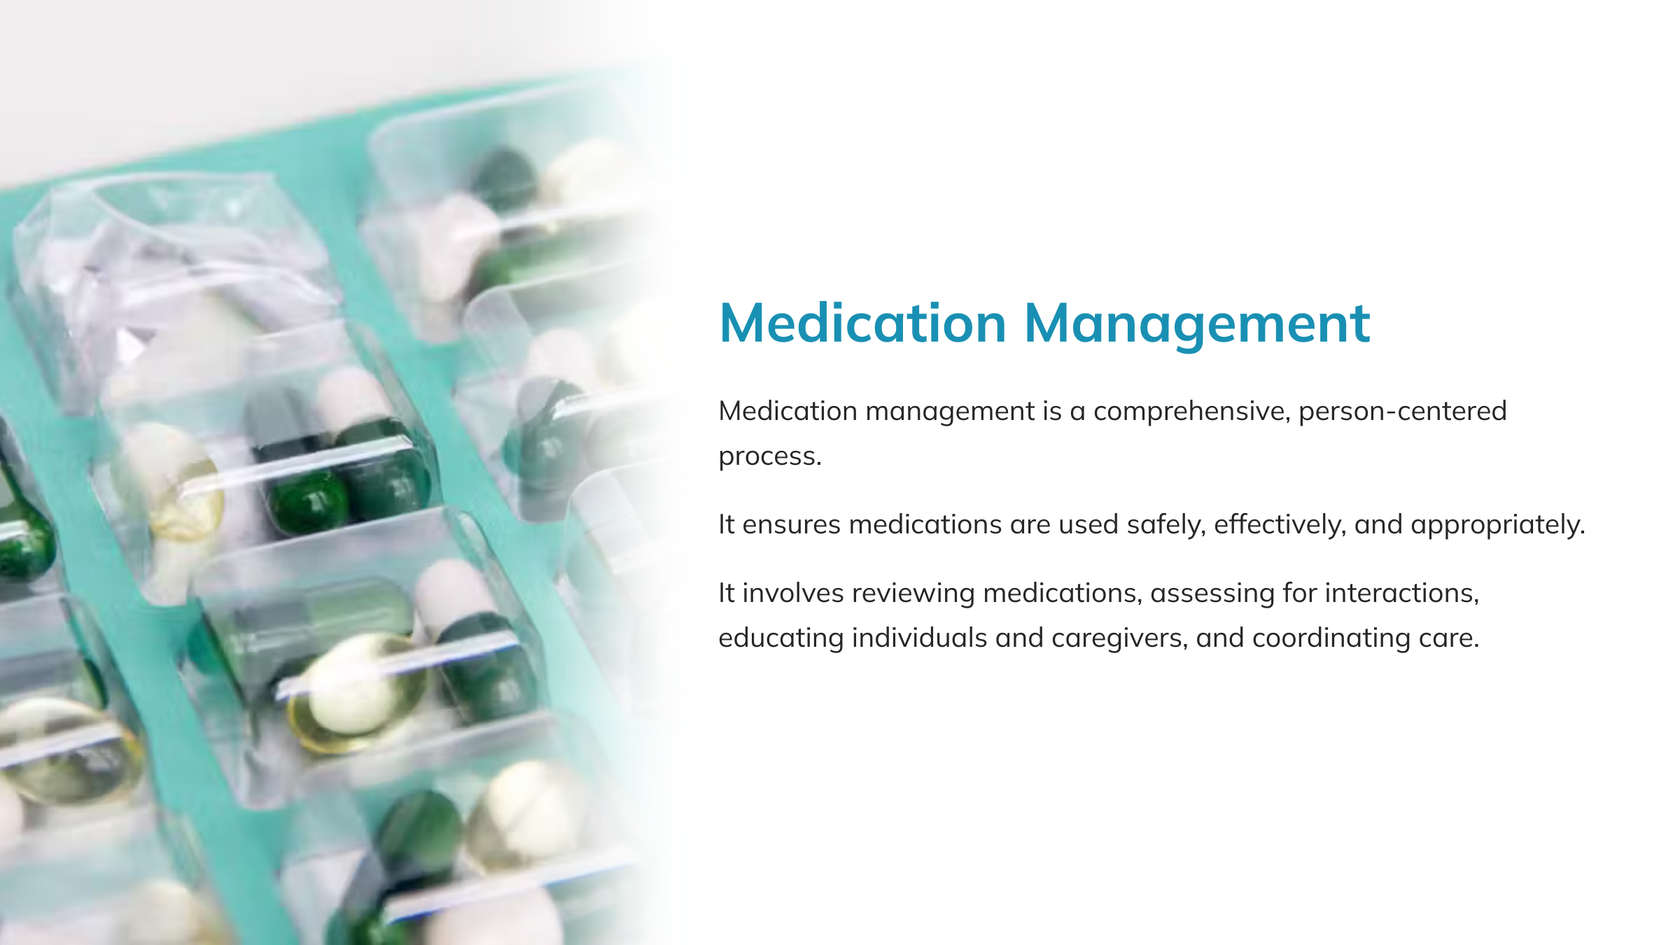 Medication Management
Medication management is a comprehensive, person-centered
process.
It ensures medications are used safely, effectively, and appropriately.
It involves reviewing medications, assessing for interactions,
educating individuals and caregivers, and coordinating care.